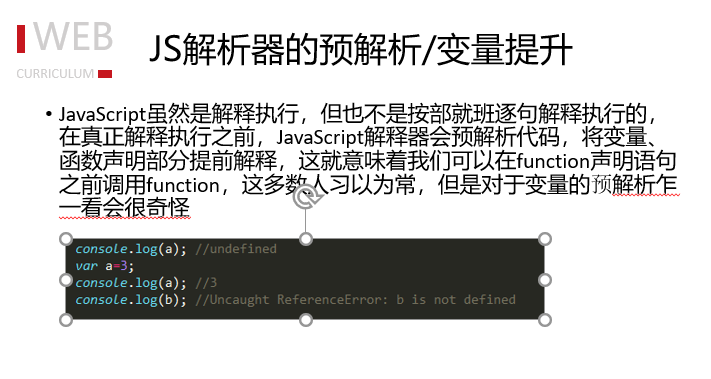 WEB
CURRICULUM
JS解析器的预解析/变量提升
• JavaScript虽然是解释执行，但也不是按部就班逐句解释执行的，
在真正解释执行之前，JavaScript解释器会预解析代码，将变量、
函数声明部分提前解释，这就意味着我们可以在function声明语句
之前调用function，这多数人习以为常，但是对于变量的预解析乍
一看会很奇怪
console.log(a); //undefined
var a=3;
console.log(a); //3
console.log(b); //Uncaught ReferenceError: b is not defined